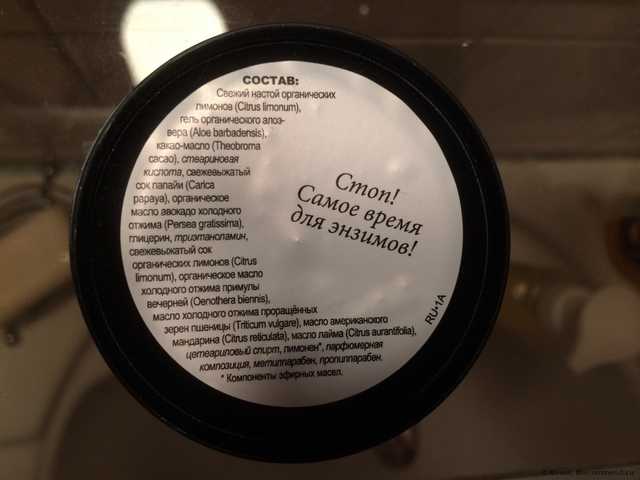 СОСТАВ:
Свежий настой органических
лимонов (Citrus limonum),
гель органического алоэ-
вера (Aloe barbadensis),
какао-масло (Theobroma
cacao), стеариновая
кислота, свежевыжатый
сок папайи (Carica
papaya), органическое
масло авокадо холодного
отжима (Persea gratissima),
глицерин, триэтаноламин,
свежевыжатый сок
органических лимонов (Citrus
limonum), органическое масло
холодного отжима примулы
вечерней (Oenothera biennis),
масло холодного отжима проращённых
зерен пшеницы (Triticum vulgare), масло американского
мандарина (Citrus reticulata), масло лайма (Citrus aurantifolia),
цетеариловый спирт, лимонен*, парфюмерная
композиция, метилпарабен, пропилпарабен.
* Компоненты эфирных масел.
Стоп!
Самое время
для энзимов!
RU•1A